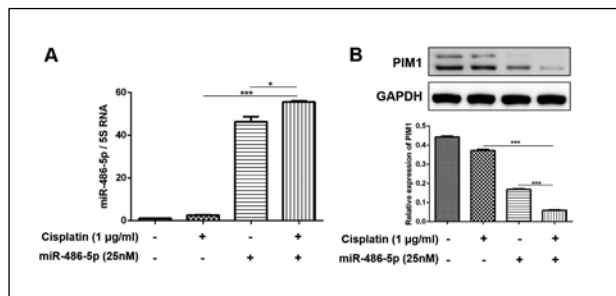 A
miR-486-5p / 5S RNA
60
40
20
0
***
*
Cisplatin (1 µg/ml) - + - +
miR-486-5p (25nM) - - + +
B
PIM1
GAPDH
Relative expression of PIM1
0.5
0.4
0.3
0.2
0.1
0.0
***
***
Cisplatin (1 µg/ml) - + - +
miR-486-5p (25nM) - - + +